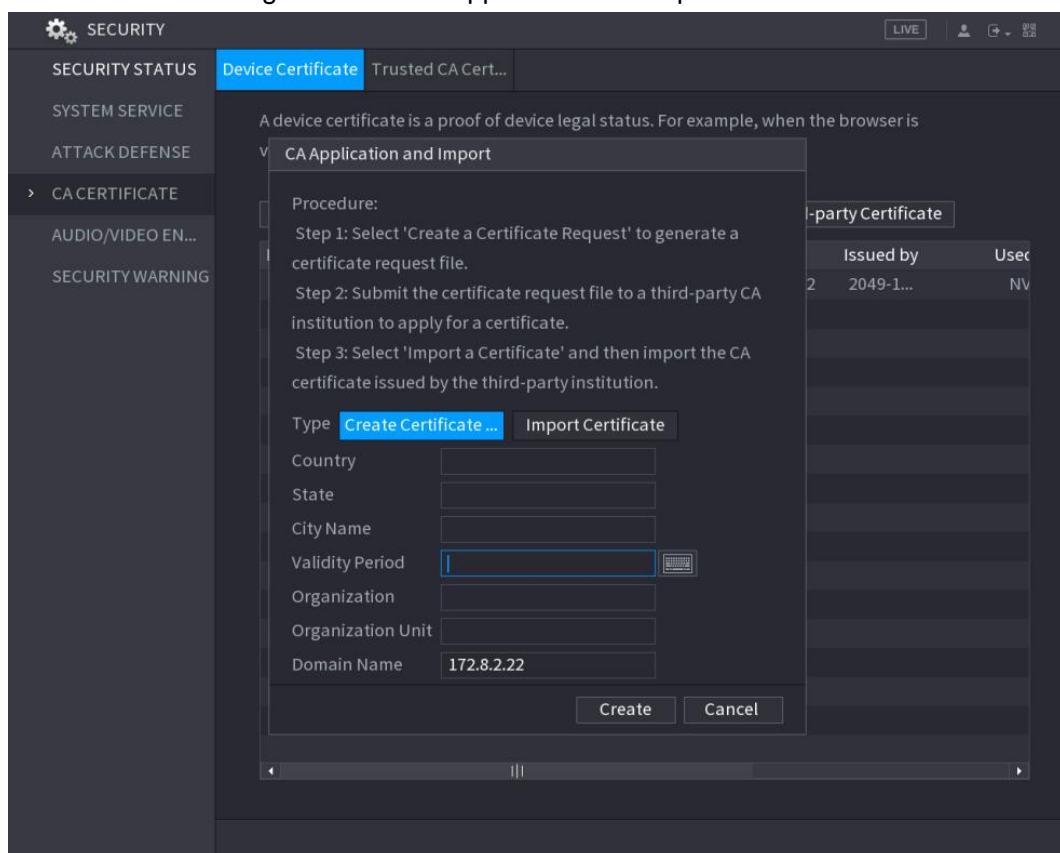 SECURITY
LIVE
SECURITY STATUS
Device Certificate
Trusted CA Cert...
SYSTEM SERVICE
A device certificate is a proof of device legal status. For example, when the browser is
ATTACK DEFENSE
v
CA Application and Import
CA CERTIFICATE
Procedure:
-party Certificate
AUDIO/VIDEO EN...
Step 1: Select 'Create a Certificate Request' to generate a
certificate request file.
Issued by
Used
SECURITY WARNING
Step 2: Submit the certificate request file to a third-party CA
2
2049-1...
NV
institution to apply for a certificate.
Step 3: Select 'Import a Certificate' and then import the CA
certificate issued by the third-party institution.
Type
Create Certificate ...
Import Certificate
Country
State
City Name
Validity Period
Organization
Organization Unit
Domain Name
172.8.2.22
Create
Cancel